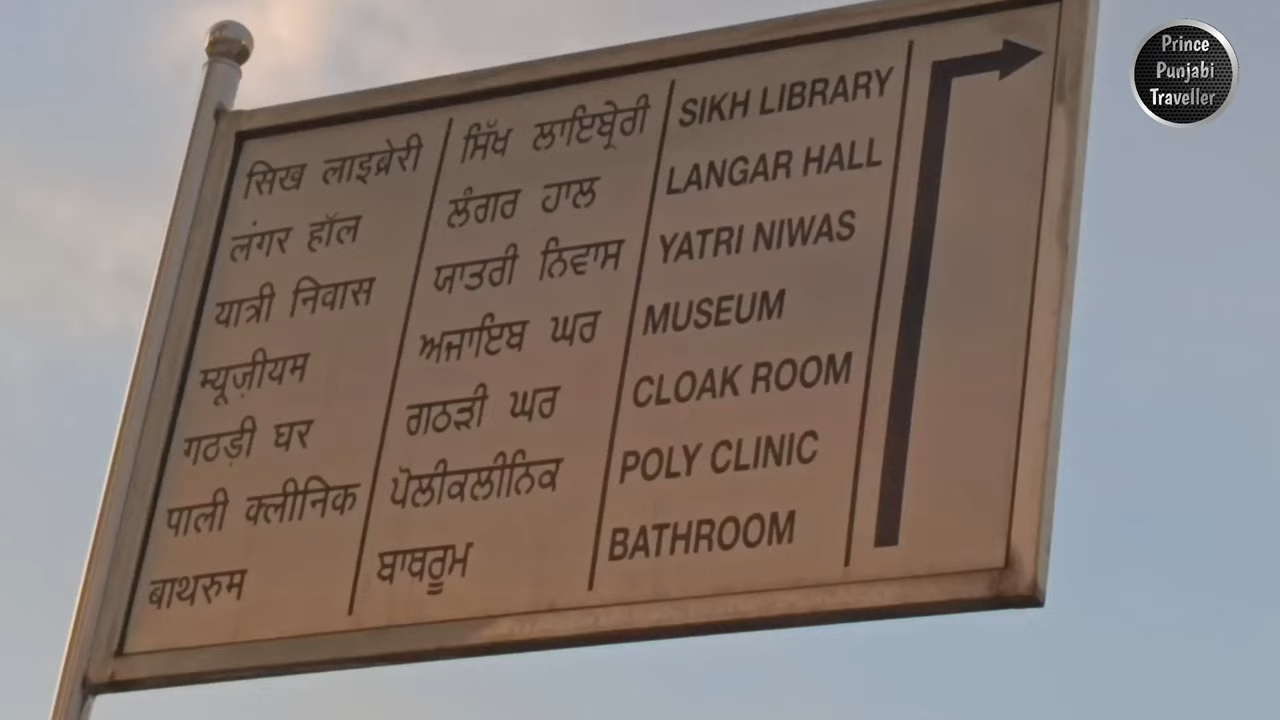 सिख लाइब्रेरी ਸਿੱਖ ਲਾਇਬ੍ਰੇਰੀ SIKH LIBRARY
लंगर हॉल ਲੰਗਰ ਹਾਲ LANGAR HALL
यात्री निवास ਯਾਤਰੀ ਨਿਵਾਸ YATRI NIWAS
म्यूज़ीयम ਅਜਾਇਬ ਘਰ MUSEUM
गठड़ी घर ਗਠੜੀ ਘਰ CLOAK ROOM
पाली क्लीनिक ਪੋਲੀਕਲੀਨਿਕ POLY CLINIC
बाथरुम ਬਾਥਰੂਮ BATHROOM
Prince
Punjabi
Traveller